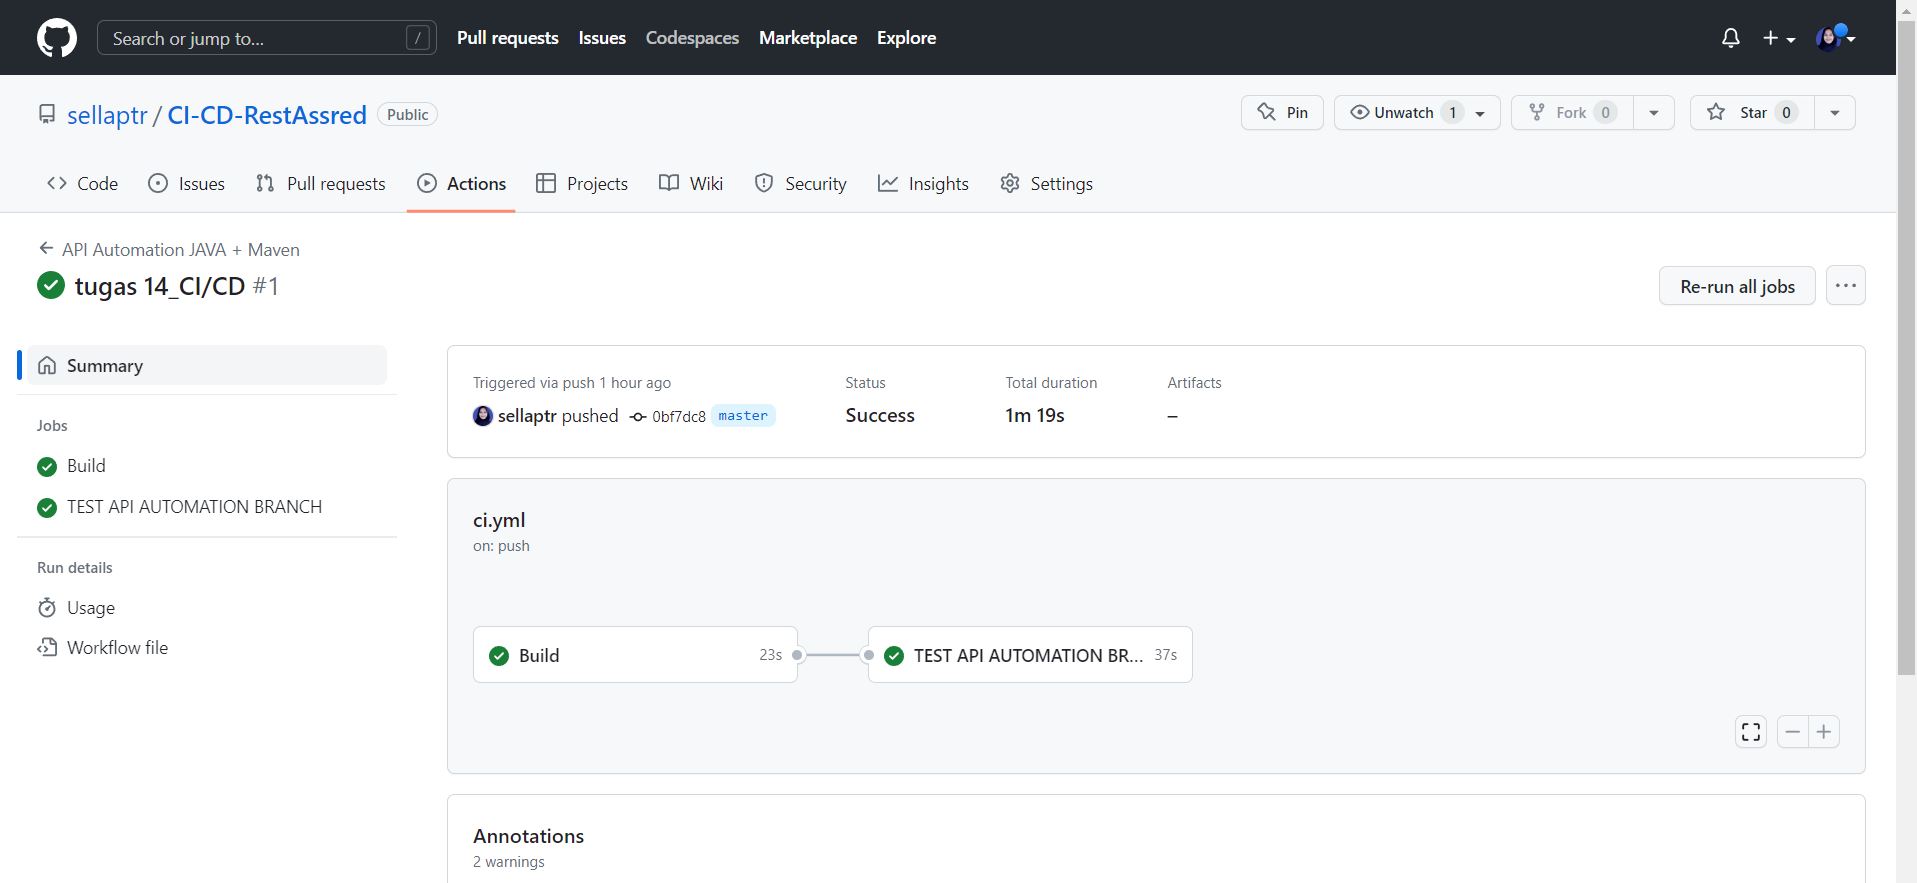 Search or jump to... /
Pull requests Issues Codespaces Marketplace Explore
sellaptr / CI-CD-RestAssred Public
Pin Unwatch 1 Fork 0 Star 0
Code Issues Pull requests Actions Projects Wiki Security Insights Settings
API Automation JAVA + Maven
tugas 14_CI/CD #1
Re-run all jobs ...
Summary
Jobs
Build
TEST API AUTOMATION BRANCH
Run details
Usage
Workflow file
Triggered via push 1 hour ago Status Total duration Artifacts
sellaptr pushed 0bf7dc8 master Success 1m 19s –
ci.yml
on: push
Build 23s TEST API AUTOMATION BR... 37s
Annotations
2 warnings